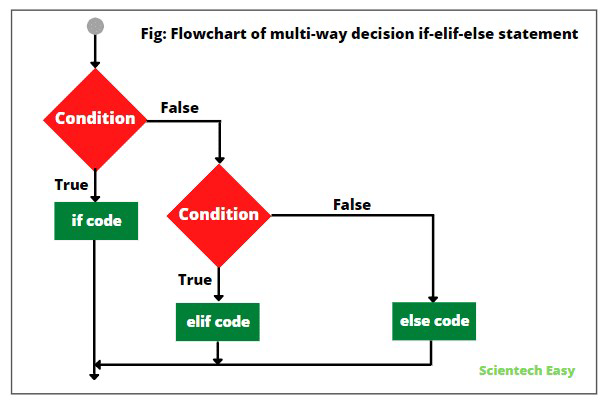 Fig: Flowchart of multi-way decision if-elif-else statement
Condition
False
True
if code
Condition
False
True
elif code
else code
Scientech Easy